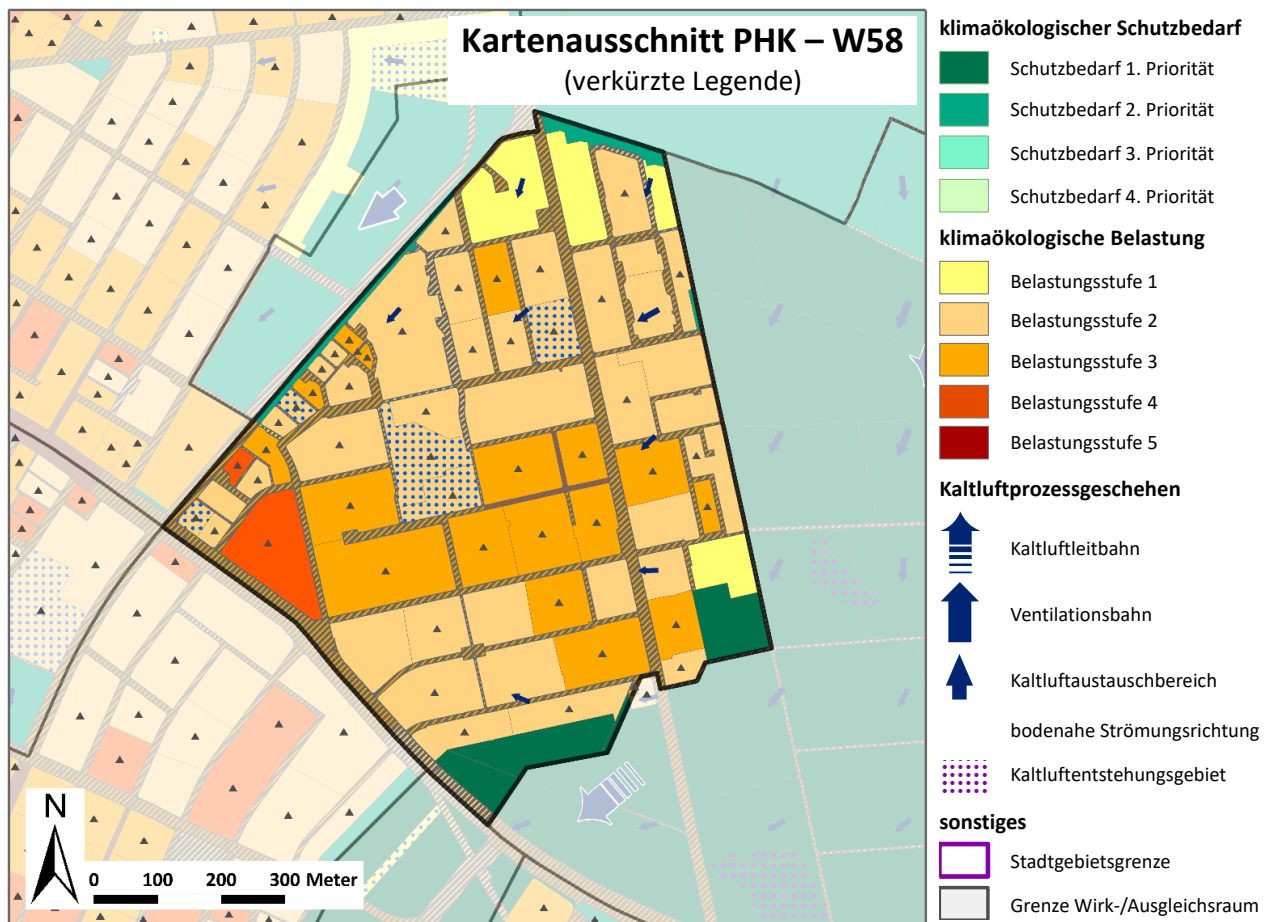 Kartenausschnitt PHK – W58
(verkürzte Legende)
klimaökologischer Schutzbedarf
Schutzbedarf 1. Priorität
Schutzbedarf 2. Priorität
Schutzbedarf 3. Priorität
Schutzbedarf 4. Priorität
klimaökologische Belastung
Belastungsstufe 1
Belastungsstufe 2
Belastungsstufe 3
Belastungsstufe 4
Belastungsstufe 5
Kaltluftprozessgeschehen
Kaltluftleitbahn
Ventilationsbahn
Kaltluftaustauschbereich
bodenahe Strömungsrichtung
Kaltluftentstehungsgebiet
sonstiges
Stadtgebietsgrenze
Grenze Wirk-/Ausgleichsraum
N
0 100 200 300 Meter